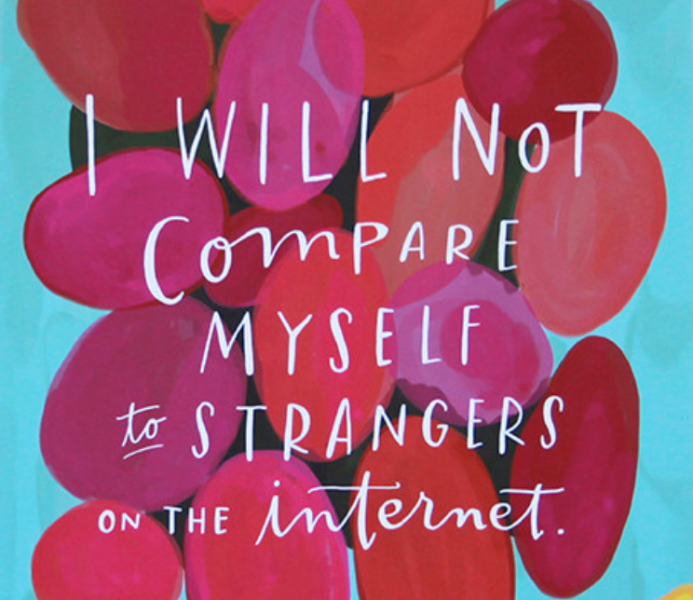 I WILL NOT
COMPARE
MYSELF
to STRANGERS
ON THE internet.